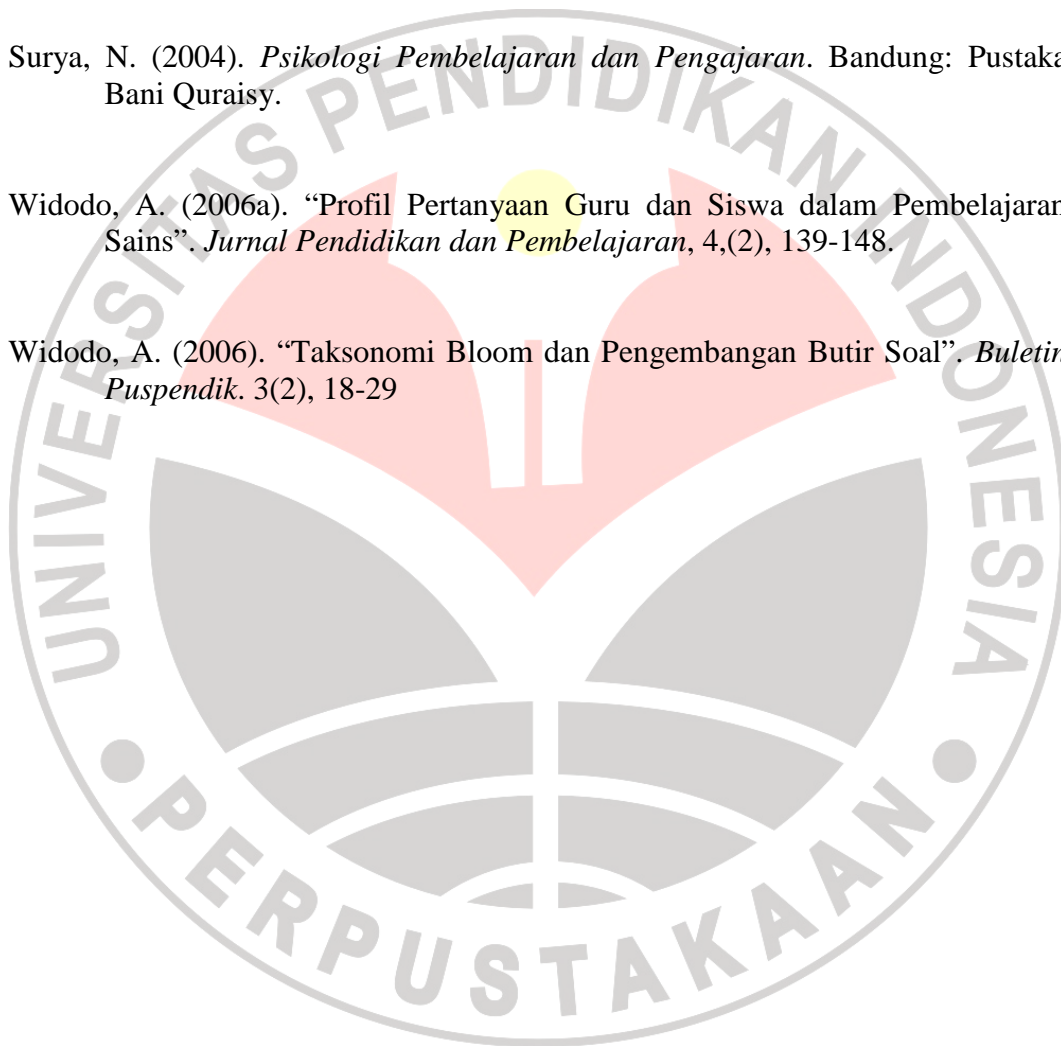 Surya, N. (2004). Psikologi Pembelajaran dan Pengajaran. Bandung: Pustaka
Bani Quraisy.
Widodo, A. (2006a). “Profil Pertanyaan Guru dan Siswa dalam Pembelajaran
Sains”. Jurnal Pendidikan dan Pembelajaran, 4,(2), 139-148.
Widodo, A. (2006). “Taksonomi Bloom dan Pengembangan Butir Soal”. Buletin
Puspendik. 3(2), 18-29
UNIVERSITAS PENDIDIKAN INDONESIA
PERPUSTAKAAN